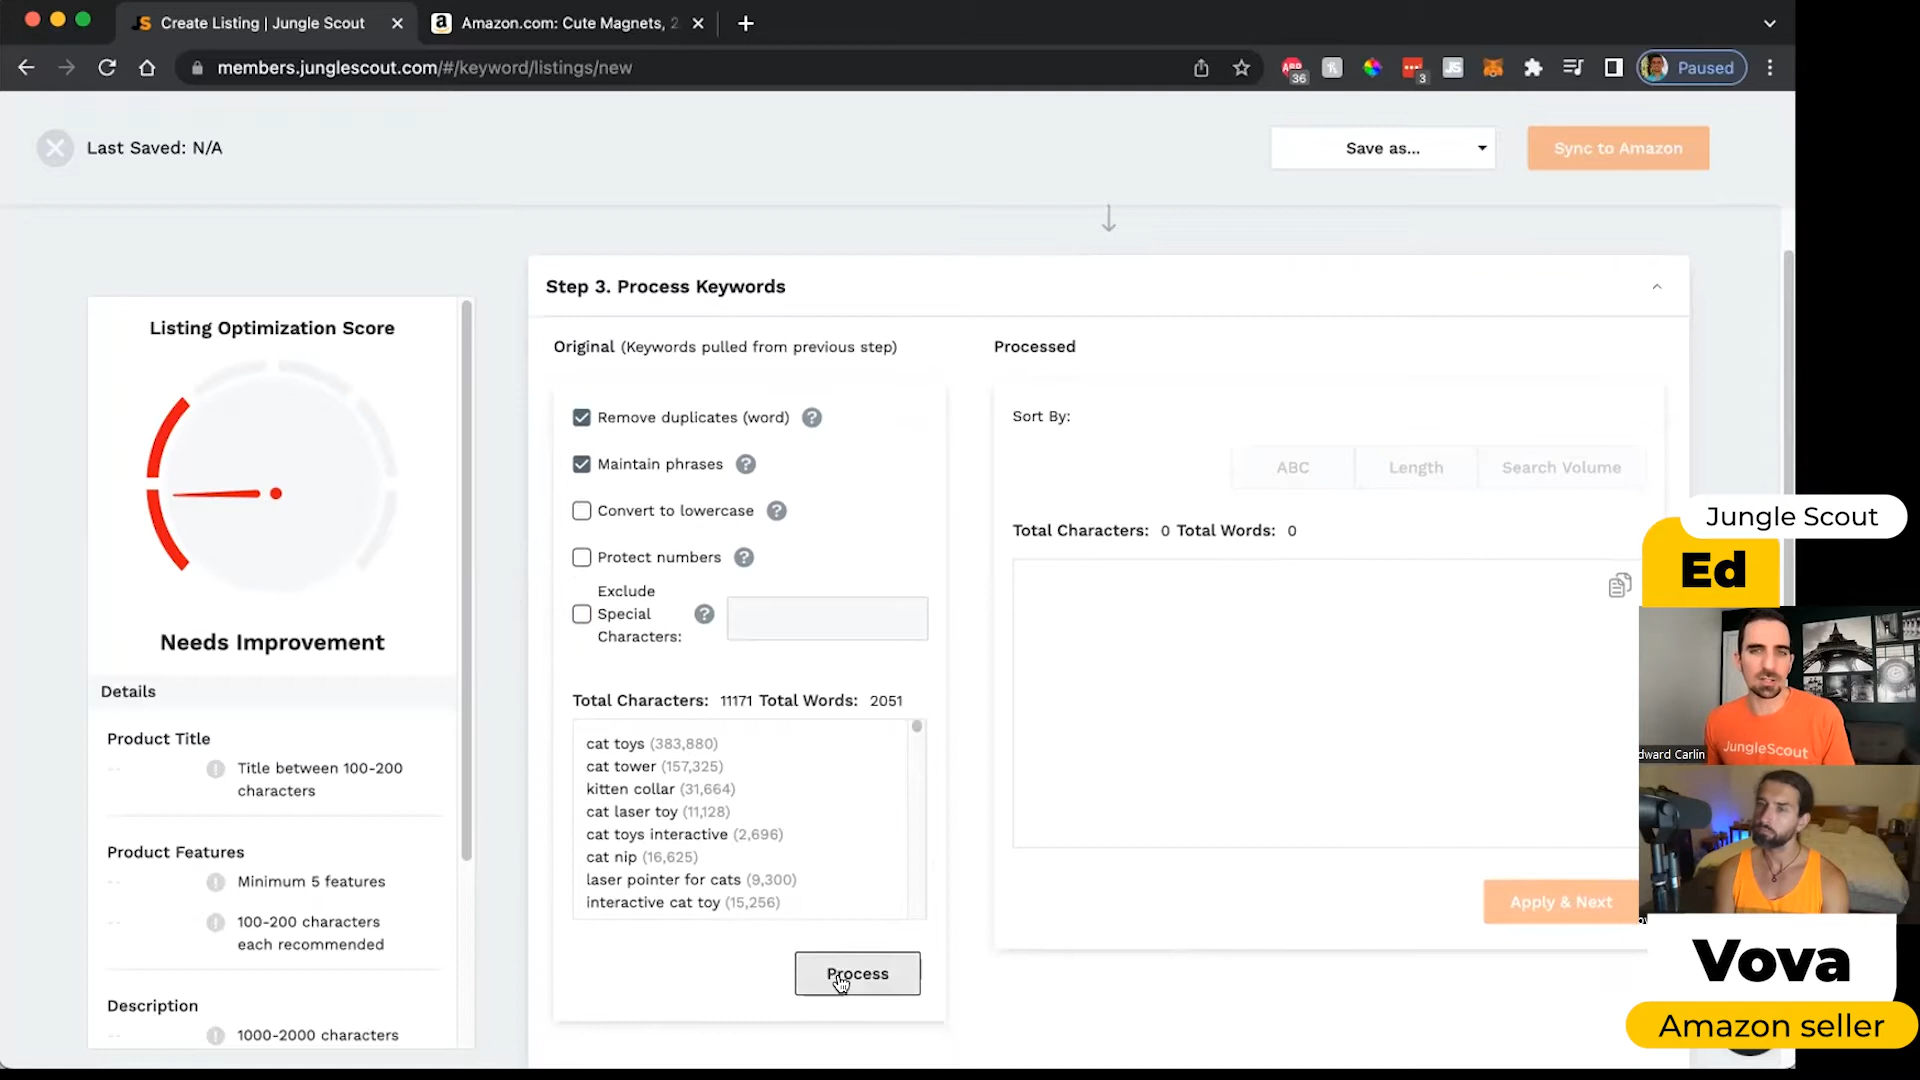 Create Listing | Jungle Scout
Amazon.com: Cute Magnets, 2
members.junglescout.com/#/keyword/listings/new
36
3
Paused
Last Saved: N/A
Save as...
Sync to Amazon
Listing Optimization Score
Needs Improvement
Details
Product Title
--
Title between 100-200
characters
Product Features
--
Minimum 5 features
--
100-200 characters
each recommended
Description
--
1000-2000 characters
Step 3. Process Keywords
Original (Keywords pulled from previous step)
Remove duplicates (word)
Maintain phrases
Convert to lowercase
Protect numbers
Exclude
Special
Characters:
Total Characters: 11171 Total Words: 2051
cat toys (383,880)
cat tower (157,325)
kitten collar (31,664)
cat laser toy (11,128)
cat toys interactive (2,696)
cat nip (16,625)
laser pointer for cats (9,300)
interactive cat toy (15,256)
Process
Processed
Sort By:
ABC
Length
Search Volume
Total Characters: 0 Total Words: 0
Apply & Next
Jungle Scout
Ed
JungleScout
dward Carlin
Vova
Amazon seller